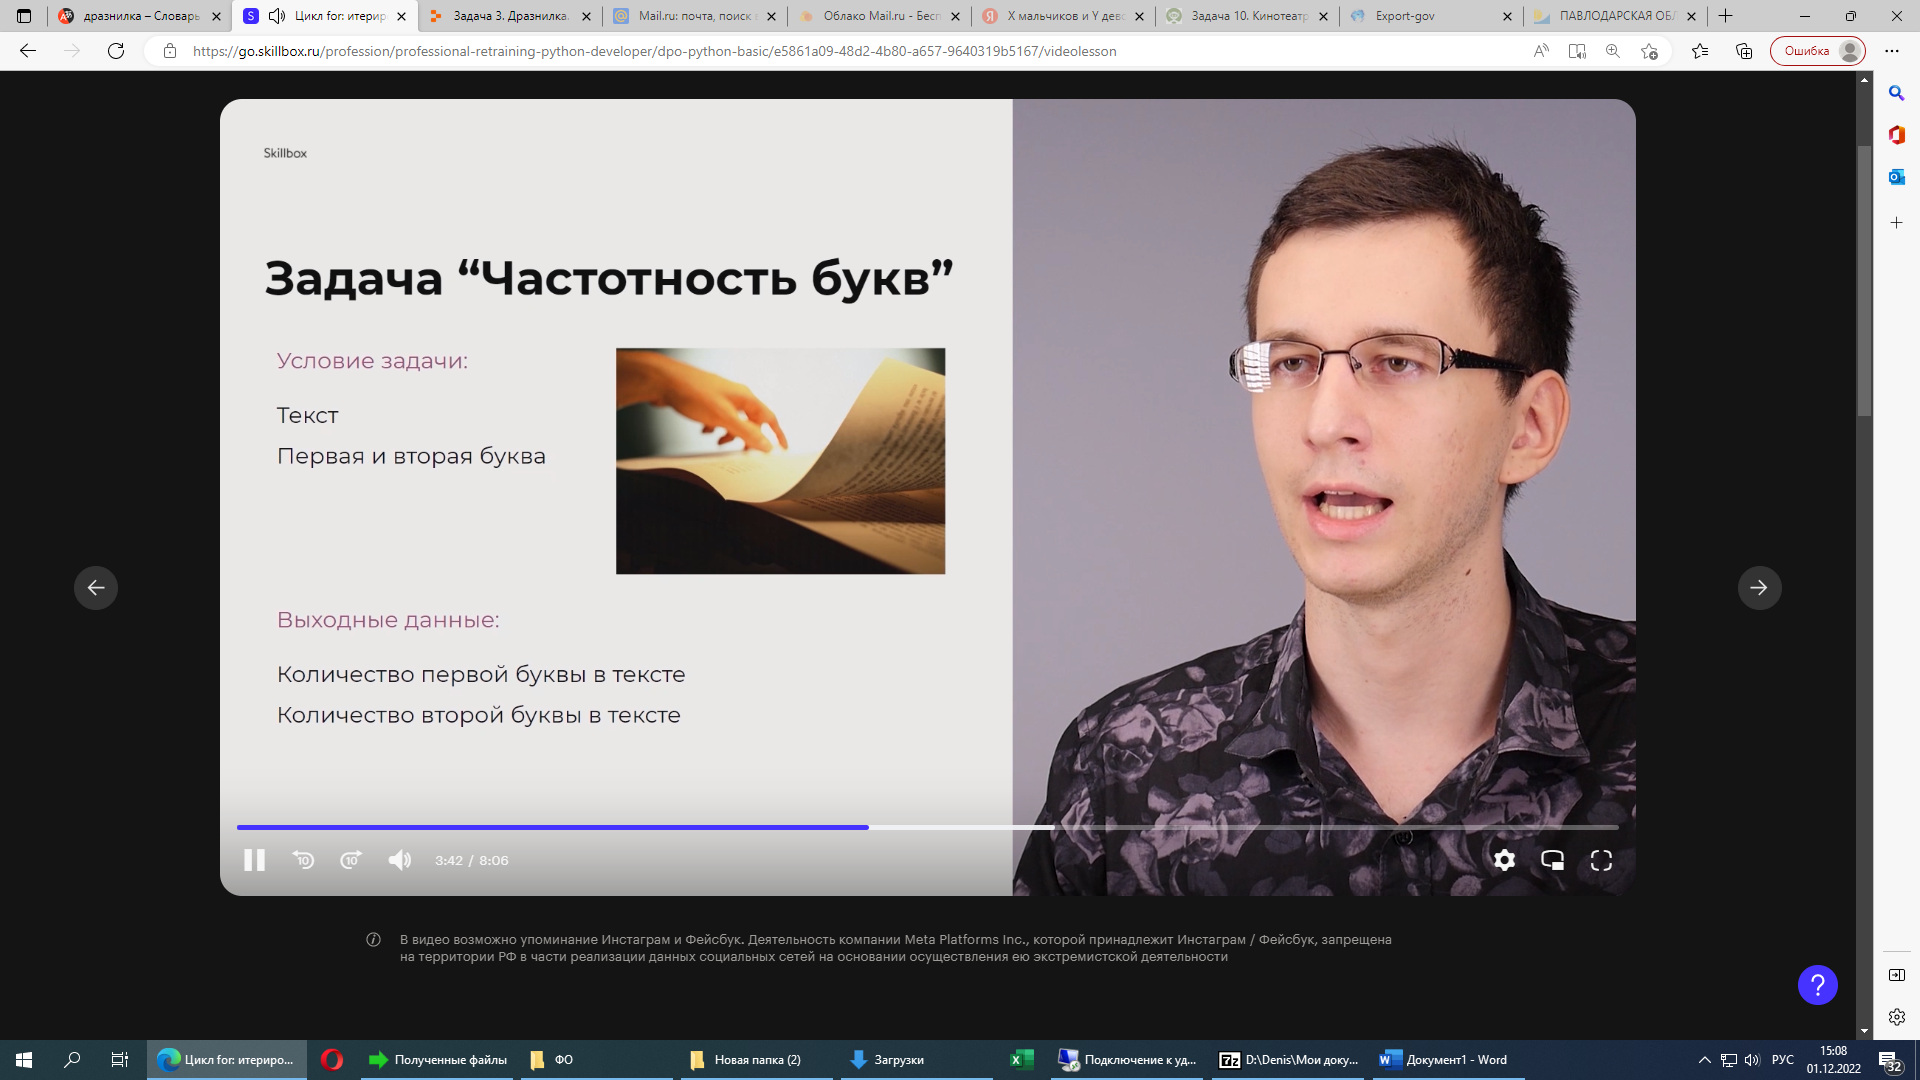 дразнилка – Словарь
Цикл for: итерир
Задача 3. Дразнилка.
Mail.ru: почта, поиск
Облако Mail.ru - Бесп
X мальчиков и Y дев
Задача 10. Кинотеатр
Export-gov
ПАВЛОДАРСКАЯ ОБЛ
https://go.skillbox.ru/profession/professional-retraining-python-developer/dpo-python-basic/e5861a09-48d2-4b80-a657-9640319b5167/videolesson
Ошибка
Skillbox
Задача “Частотность букв”
Условие задачи:
Текст
Первая и вторая буква
Выходные данные:
Количество первой буквы в тексте
Количество второй буквы в тексте
10
10
3:42 / 8:06
В видео возможно упоминание Инстаграм и Фейсбук. Деятельность компании Meta Platforms Inc., которой принадлежит Инстаграм / Фейсбук, запрещена
на территории РФ в части реализации данных социальных сетей на основании осуществления ею экстремистской деятельности
?
Цикл for: итериро...
Полученные файлы
ФО
Новая папка (2)
Загрузки
Подключение к уд...
D:\Denis\Мои доку...
Документ1 - Word
РУС
15:08
01.12.2022
32